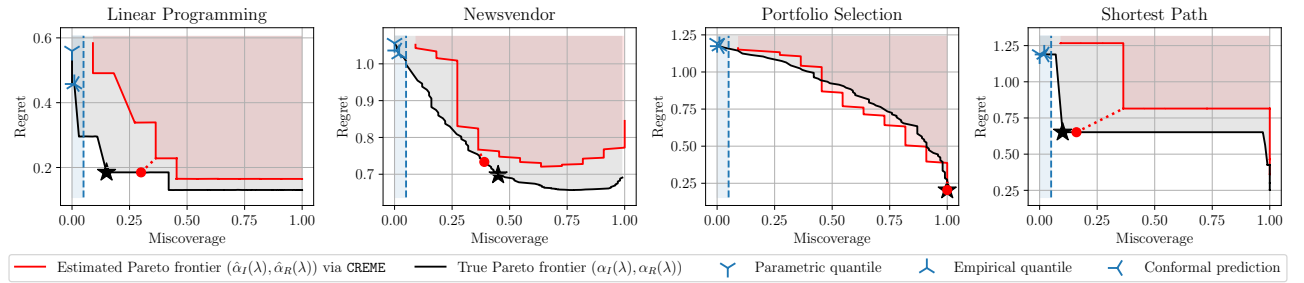 Linear Programming
Newsvendor
Portfolio Selection
Shortest Path
Regret
0.6
0.4
0.2
0.00 0.25 0.50 0.75 1.00
Miscoverage
Regret
1.0
0.9
0.8
0.7
0.00 0.25 0.50 0.75 1.00
Miscoverage
Regret
1.25
1.00
0.75
0.50
0.25
0.00 0.25 0.50 0.75 1.00
Miscoverage
Regret
1.25
1.00
0.75
0.50
0.25
0.00 0.25 0.50 0.75 1.00
Miscoverage
Estimated Pareto frontier (α̂_I(λ), α̂_R(λ)) via CREME
True Pareto frontier (α_I(λ), α_R(λ))
Parametric quantile
Empirical quantile
Conformal prediction